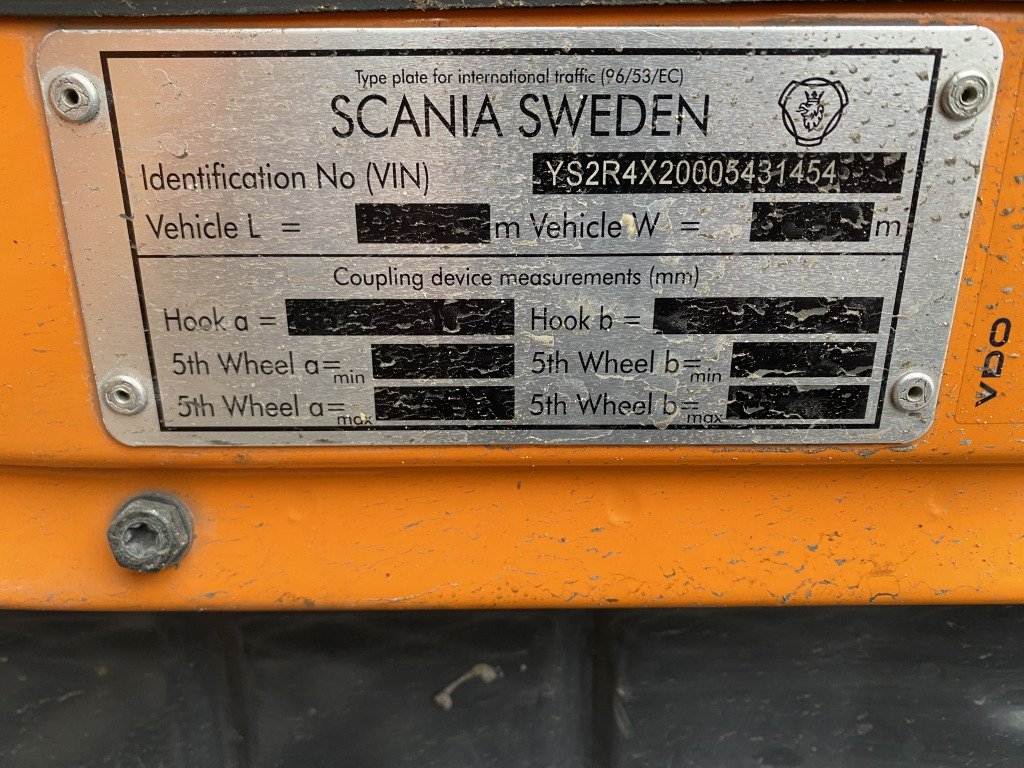 Type plate for international traffic (96/53/EC)
SCANIA SWEDEN
Identification No (VIN) YS2R4X20005431454
Vehicle L = m Vehicle W = m
Coupling device measurements (mm)
Hook a = Hook b =
5th Wheel a= min 5th Wheel b= min
5th Wheel a= max 5th Wheel b= max
VDO